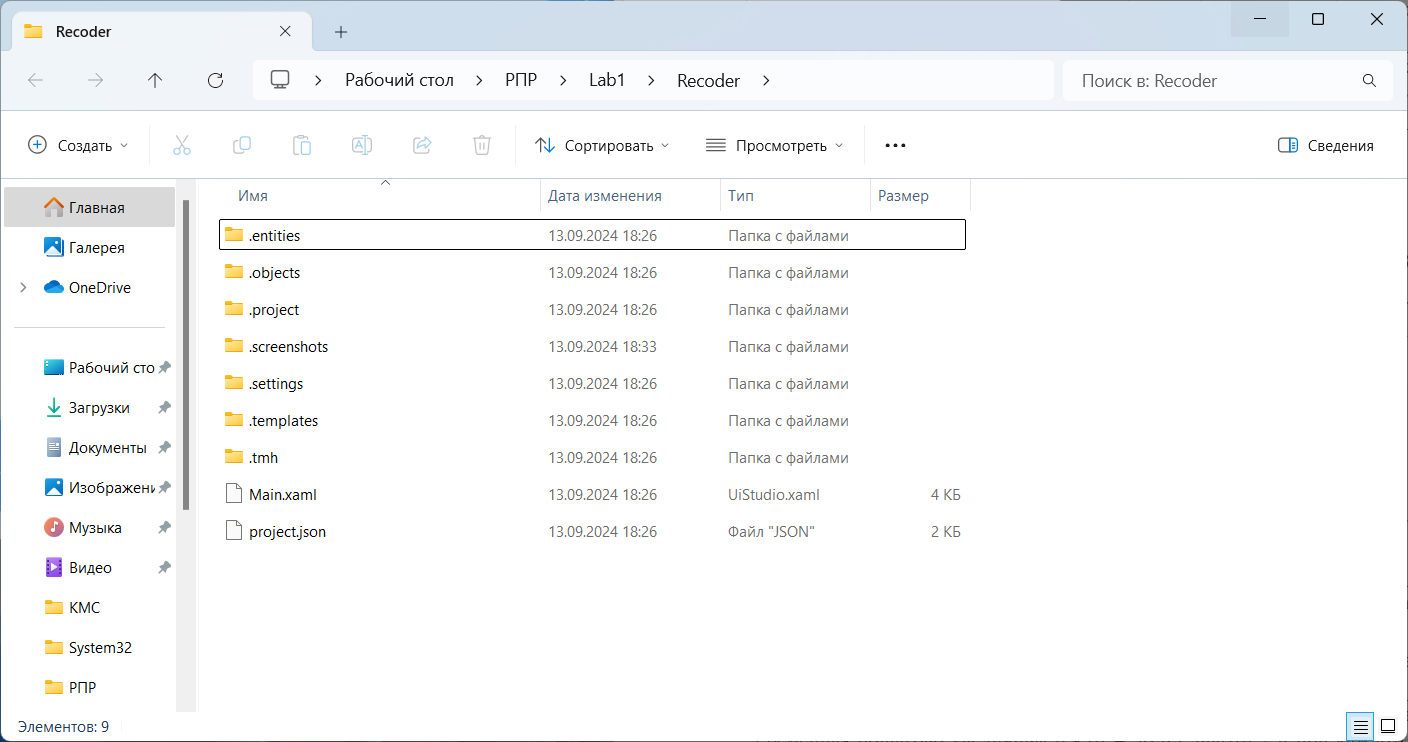 Recoder
Рабочий стол > РПР > Lab1 > Recoder >
Поиск в: Recoder
Создать
Сортировать
Просмотреть
Сведения
Главная
Галерея
OneDrive
Рабочий сто
Загрузки
Документы
Изображени
Музыка
Видео
КМС
System32
РПР
Имя Дата изменения Тип Размер
.entities 13.09.2024 18:26 Папка с файлами
.objects 13.09.2024 18:26 Папка с файлами
.project 13.09.2024 18:26 Папка с файлами
.screenshots 13.09.2024 18:33 Папка с файлами
.settings 13.09.2024 18:26 Папка с файлами
.templates 13.09.2024 18:26 Папка с файлами
.tmh 13.09.2024 18:26 Папка с файлами
Main.xaml 13.09.2024 18:26 UiStudio.xaml 4 КБ
project.json 13.09.2024 18:26 Файл "JSON" 2 КБ
Элементов: 9